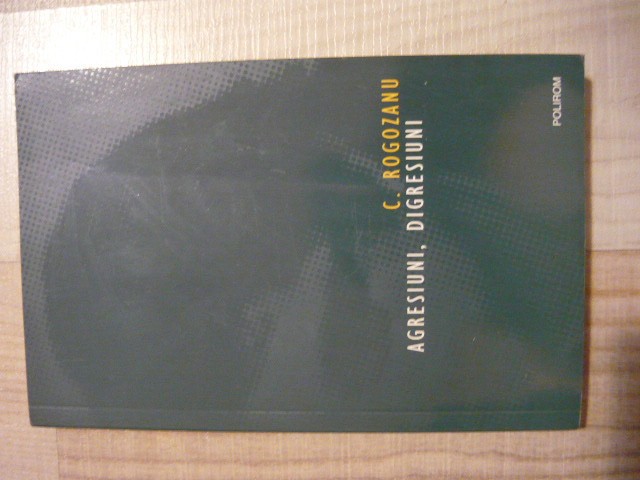 C. ROGOZANU
AGRESIUNI, DIGRESIUNI
POLIROM